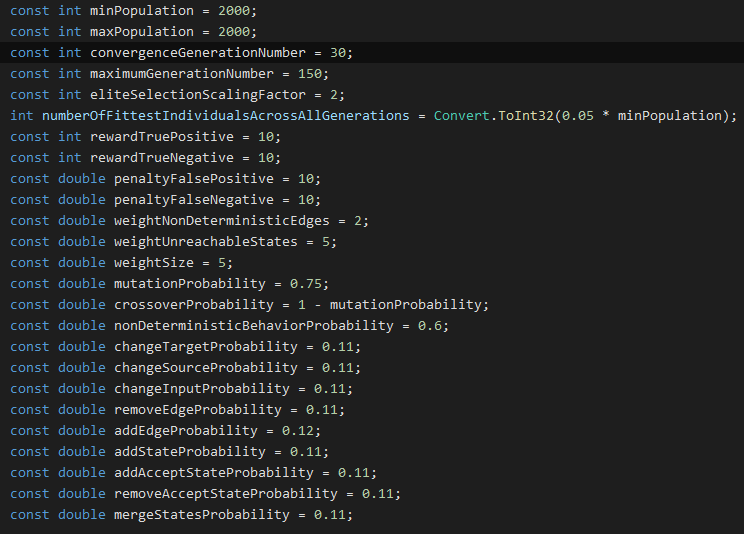 const int minPopulation = 2000;
const int maxPopulation = 2000;
const int convergenceGenerationNumber = 30;
const int maximumGenerationNumber = 150;
const int eliteSelectionScalingFactor = 2;
int numberOfFittestIndividualsAcrossAllGenerations = Convert.ToInt32(0.05 * minPopulation);
const int rewardTruePositive = 10;
const int rewardTrueNegative = 10;
const double penaltyFalsePositive = 10;
const double penaltyFalseNegative = 10;
const double weightNonDeterministicEdges = 2;
const double weightUnreachableStates = 5;
const double weightSize = 5;
const double mutationProbability = 0.75;
const double crossoverProbability = 1 - mutationProbability;
const double nonDeterministicBehaviorProbability = 0.6;
const double changeTargetProbability = 0.11;
const double changeSourceProbability = 0.11;
const double changeInputProbability = 0.11;
const double removeEdgeProbability = 0.11;
const double addEdgeProbability = 0.12;
const double addStateProbability = 0.11;
const double addAcceptStateProbability = 0.11;
const double removeAcceptStateProbability = 0.11;
const double mergeStatesProbability = 0.11;